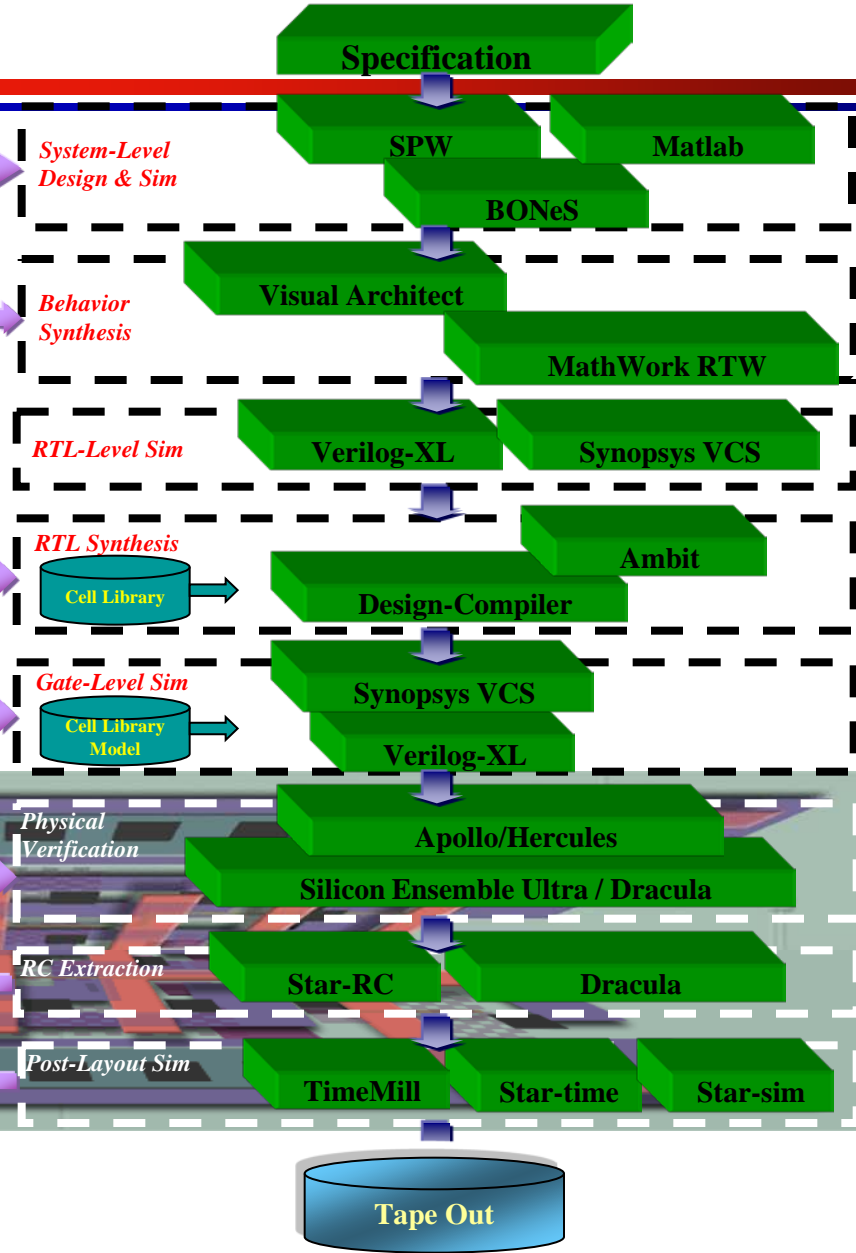 Specification
System-Level
Design & Sim
SPW
Matlab
BONeS
Behavior
Synthesis
Visual Architect
MathWork RTW
RTL-Level Sim
Verilog-XL
Synopsys VCS
RTL Synthesis
Cell Library
Ambit
Design-Compiler
Gate-Level Sim
Cell Library
Model
Synopsys VCS
Verilog-XL
Physical
Verification
Apollo/Hercules
Silicon Ensemble Ultra / Dracula
RC Extraction
Star-RC
Dracula
Post-Layout Sim
TimeMill
Star-time
Star-sim
Tape Out